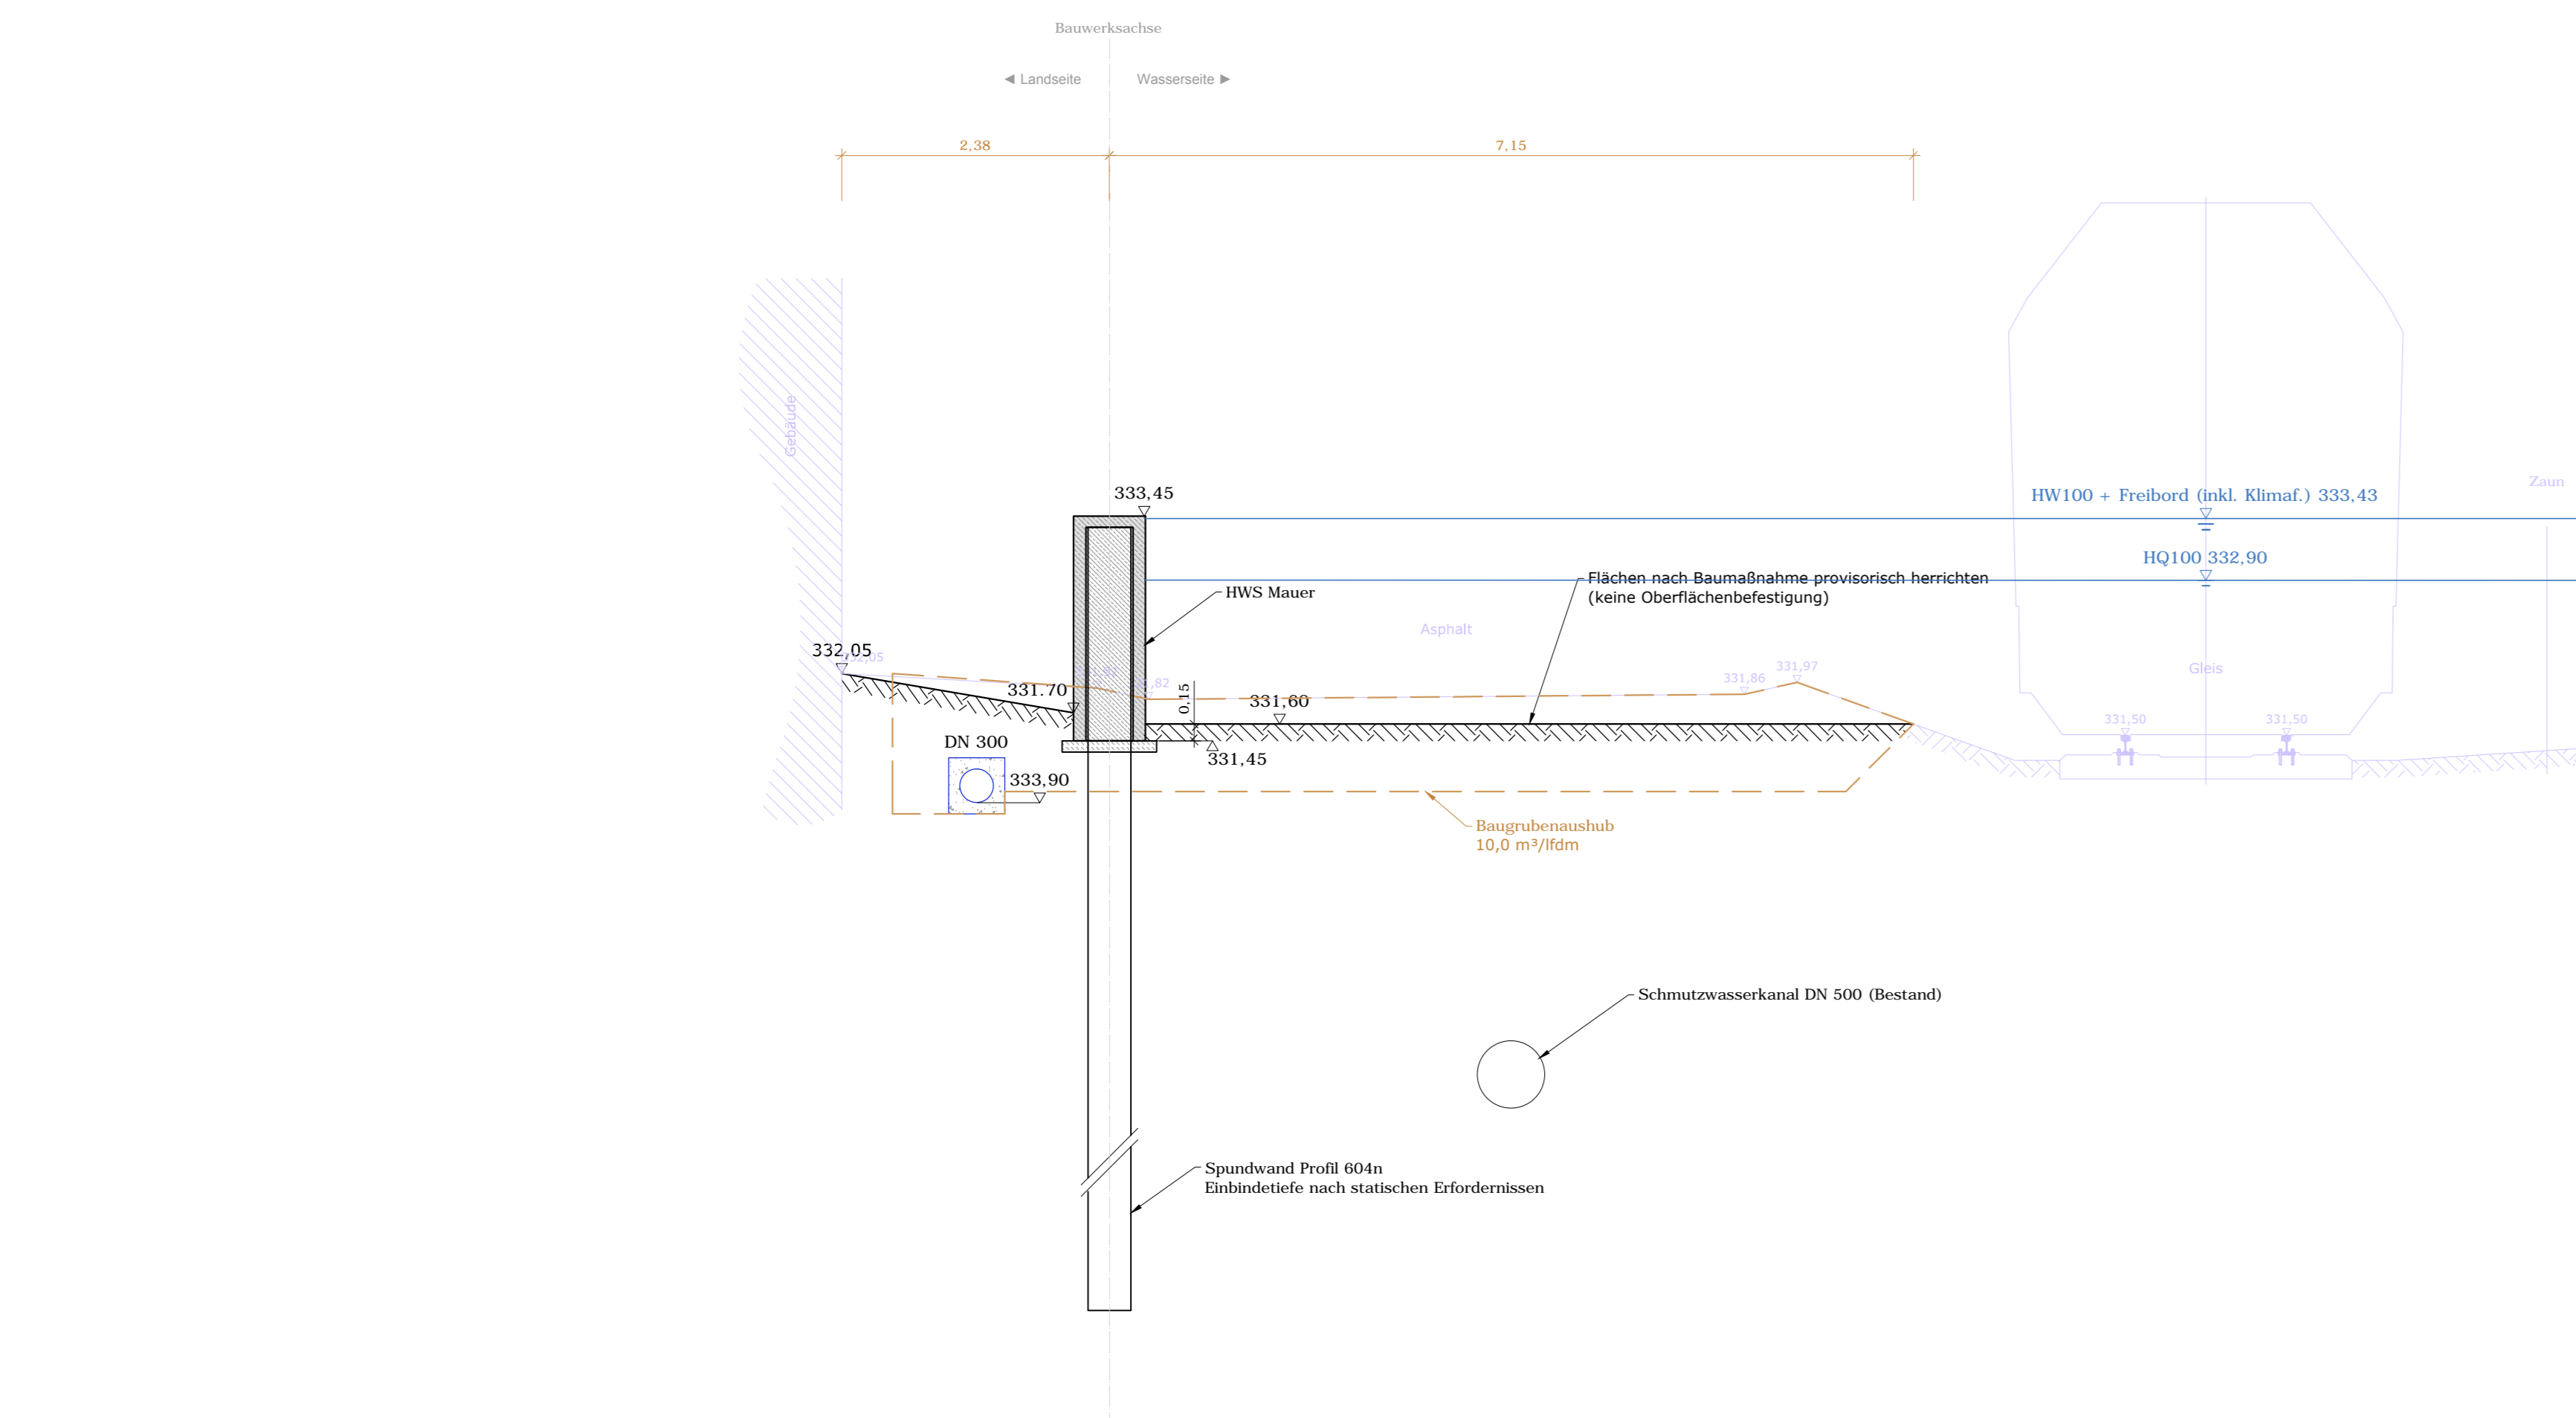 Bauwerksachse
◄ Landseite
Wasserseite ►
2,38
7,15
Gebäude
333,45
HW100 + Freibord (inkl. Klimaf.) 333,43
Zaun
HQ100 332,90
Flächen nach Baumaßnahme provisorisch herrichten
(keine Oberflächenbefestigung)
HWS Mauer
Asphalt
332,05
332,05
331,97
Gleis
331,86
331.70
0,15
331,60
331,50
331,50
DN 300
331,45
333,90
Baugrubenaushub
10,0 m³/lfdm
Schmutzwasserkanal DN 500 (Bestand)
Spundwand Profil 604n
Einbindetiefe nach statischen Erfordernissen